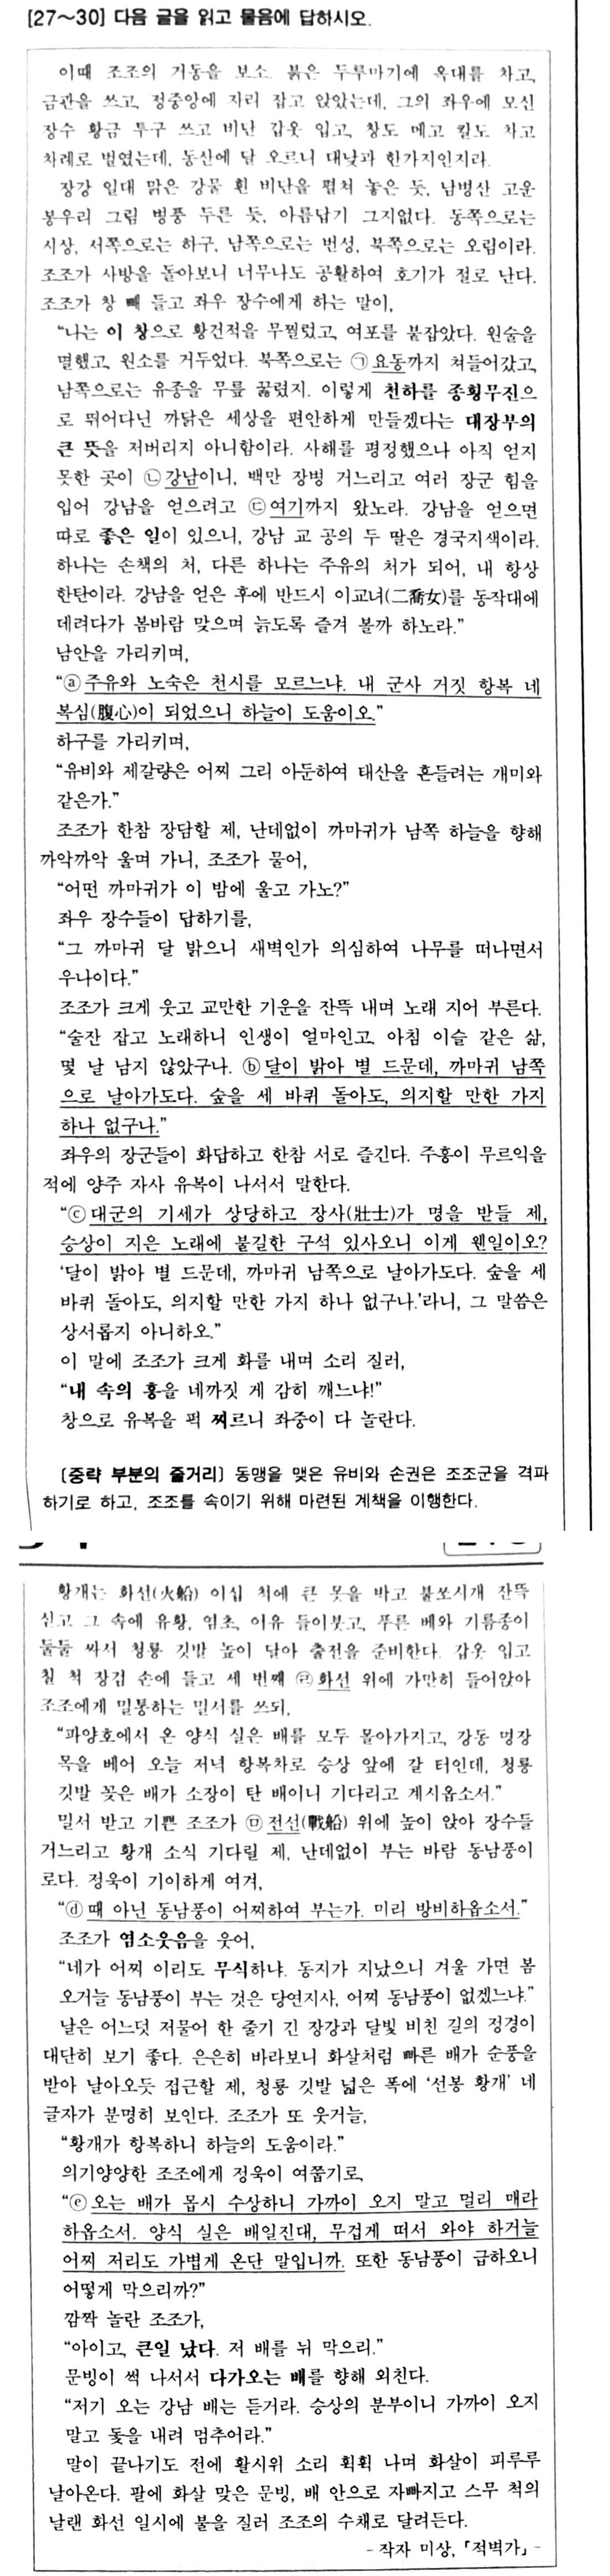 [27～30] 다음 글을 읽고 물음에 답하시오.
이때 조조의 거동을 보소. 붉은 두루마기에 옥대를 차고,
금관을 쓰고, 정중앙에 자리 잡고 앉았는데, 그의 좌우에 모신
장수 황금 투구 쓰고 비단 갑옷 입고, 창도 메고 칼도 차고
차례로 벌였는데, 동산에 달 오르니 대낮과 한가지인지라.
장강 일대 맑은 강물 흰 비단을 펼쳐 놓은 듯, 남병산 고운
봉우리 그림 병풍 두른 듯, 아름답기 그지없다. 동쪽으로는
시상, 서쪽으로는 하구, 남쪽으로는 번성, 북쪽으로는 오림이라.
조조가 사방을 돌아보니 너무나도 공활하여 호기가 절로 난다.
조조가 창 빼 들고 좌우 장수에게 하는 말이,
“나는 이 창으로 황건적을 무찔렀고, 여포를 붙잡았다. 원술을
멸했고, 원소를 거두었다. 북쪽으로는 ㉠요동까지 쳐들어갔고,
남쪽으로는 유종을 무릎 꿇렸지. 이렇게 천하를 종횡무진으
로 뛰어다닌 까닭은 세상을 편안하게 만들겠다는 대장부의
큰 뜻을 저버리지 아니함이라. 사해를 평정했으나 아직 얻지
못한 곳이 ㉡강남이니, 백만 장병 거느리고 여러 장군 힘을
입어 강남을 얻으려고 ㉢여기까지 왔노라. 강남을 얻으면
따로 좋은 일이 있으니, 강남 교 공의 두 딸은 경국지색이라.
하나는 손책의 처, 다른 하나는 주유의 처가 되어, 내 항상
한탄이라. 강남을 얻은 후에 반드시 이교녀(二喬女)를 동작대에
데려다가 봄바람 맞으며 늙도록 즐겨 볼까 하노라.”
남안을 가리키며,
“ⓐ주유와 노숙은 천시를 모르느냐. 내 군사 거짓 항복 네
복심(腹心)이 되었으니 하늘이 도움이오.”
하구를 가리키며,
“유비와 제갈량은 어찌 그리 아둔하여 태산을 흔들려는 개미와
같은가.”
조조가 한참 장담할 제, 난데없이 까마귀가 남쪽 하늘을 향해
까악까악 울며 가니, 조조가 물어,
“어떤 까마귀가 이 밤에 울고 가노?”
좌우 장수들이 답하기를,
“그 까마귀 달 밝으니 새벽인가 의심하여 나무를 떠나면서
우나이다.”
조조가 크게 웃고 교만한 기운을 잔뜩 내며 노래 지어 부른다.
“술잔 잡고 노래하니 인생이 얼마인고, 아침 이슬 같은 삶,
몇 날 남지 않았구나. ⓑ달이 밝아 별 드문데, 까마귀 남쪽
으로 날아가도다. 숲을 세 바퀴 돌아도, 의지할 만한 가지
하나 없구나.”
좌우의 장군들이 화답하고 한참 서로 즐긴다. 주흥이 무르익을
적에 양주 자사 유복이 나서서 말한다.
“ⓒ대군의 기세가 상당하고 장사(壯士)가 명을 받들 제,
승상이 지은 노래에 불길한 구석 있사오니 이게 웬일이오?
‘달이 밝아 별 드문데, 까마귀 남쪽으로 날아가도다. 숲을 세
바퀴 돌아도, 의지할 만한 가지 하나 없구나.’라니, 그 말씀은
상서롭지 아니하오.”
이 말에 조조가 크게 화를 내며 소리 질러,
“내 속의 흥을 네까짓 게 감히 깨느냐!”
창으로 유복을 퍽 찌르니 좌중이 다 놀란다.
[중략 부분의 줄거리] 동맹을 맺은 유비와 손권은 조조군을 격파
하기로 하고, 조조를 속이기 위해 마련된 계책을 이행한다.
황개는 화선(火船) 이십 척에 큰 못을 박고 불쏘시개 잔뜩
싣고 그 속에 유황, 염초, 어유 들이붓고, 푸른 베와 기름종이
둘둘 싸서 청룡 깃발 높이 달아 출전을 준비한다. 갑옷 입고
칠 척 장검 손에 들고 세 번째 ㉣화선 위에 가만히 들어앉아
조조에게 밀통하는 밀서를 쓰되,
“파양호에서 온 양식 실은 배를 모두 몰아가지고, 강동 명장
목을 베어 오늘 저녁 항복차로 승상 앞에 갈 터인데, 청룡
깃발 꽂은 배가 소장이 탄 배이니 기다리고 계시옵소서.”
밀서 받고 기쁜 조조가 ㉤전선(戰船) 위에 높이 앉아 장수들
거느리고 황개 소식 기다릴 제, 난데없이 부는 바람 동남풍이
로다. 정욱이 기이하게 여겨,
“ⓓ때 아닌 동남풍이 어찌하여 부는가. 미리 방비하옵소서.”
조조가 염소웃음을 웃어,
“네가 어찌 이리도 무식하냐. 동지가 지났으니 겨울 가면 봄
오거늘 동남풍이 부는 것은 당연지사, 어찌 동남풍이 없겠느냐.”
날은 어느덧 저물어 한 줄기 긴 장강과 달빛 비친 길의 정경이
대단히 보기 좋다. 은은히 바라보니 화살처럼 빠른 배가 순풍을
받아 날아오듯 접근할 제, 청룡 깃발 넓은 폭에 ‘선봉 황개’ 네
글자가 분명히 보인다. 조조가 또 웃거늘,
“황개가 항복하니 하늘의 도움이라.”
의기양양한 조조에게 정욱이 여쭙기로,
“ⓔ오는 배가 몹시 수상하니 가까이 오지 말고 멀리 매라
하옵소서. 양식 실은 배일진대, 무겁게 떠서 와야 하거늘
어찌 저리도 가볍게 온단 말입니까. 또한 동남풍이 급하오니
어떻게 막으리까?”
깜짝 놀란 조조가,
“아이고, 큰일 났다. 저 배를 뉘 막으리.”
문빙이 썩 나서서 다가오는 배를 향해 외친다.
“저기 오는 강남 배는 듣거라. 승상의 분부이니 가까이 오지
말고 돛을 내려 멈추어라.”
말이 끝나기도 전에 활시위 소리 획획 나며 화살이 피루루
날아온다. 팔에 화살 맞은 문빙, 배 안으로 자빠지고 스무 척의
날랜 화선 일시에 불을 질러 조조의 수채로 달려든다.
- 작자 미상, 「적벽가」 -